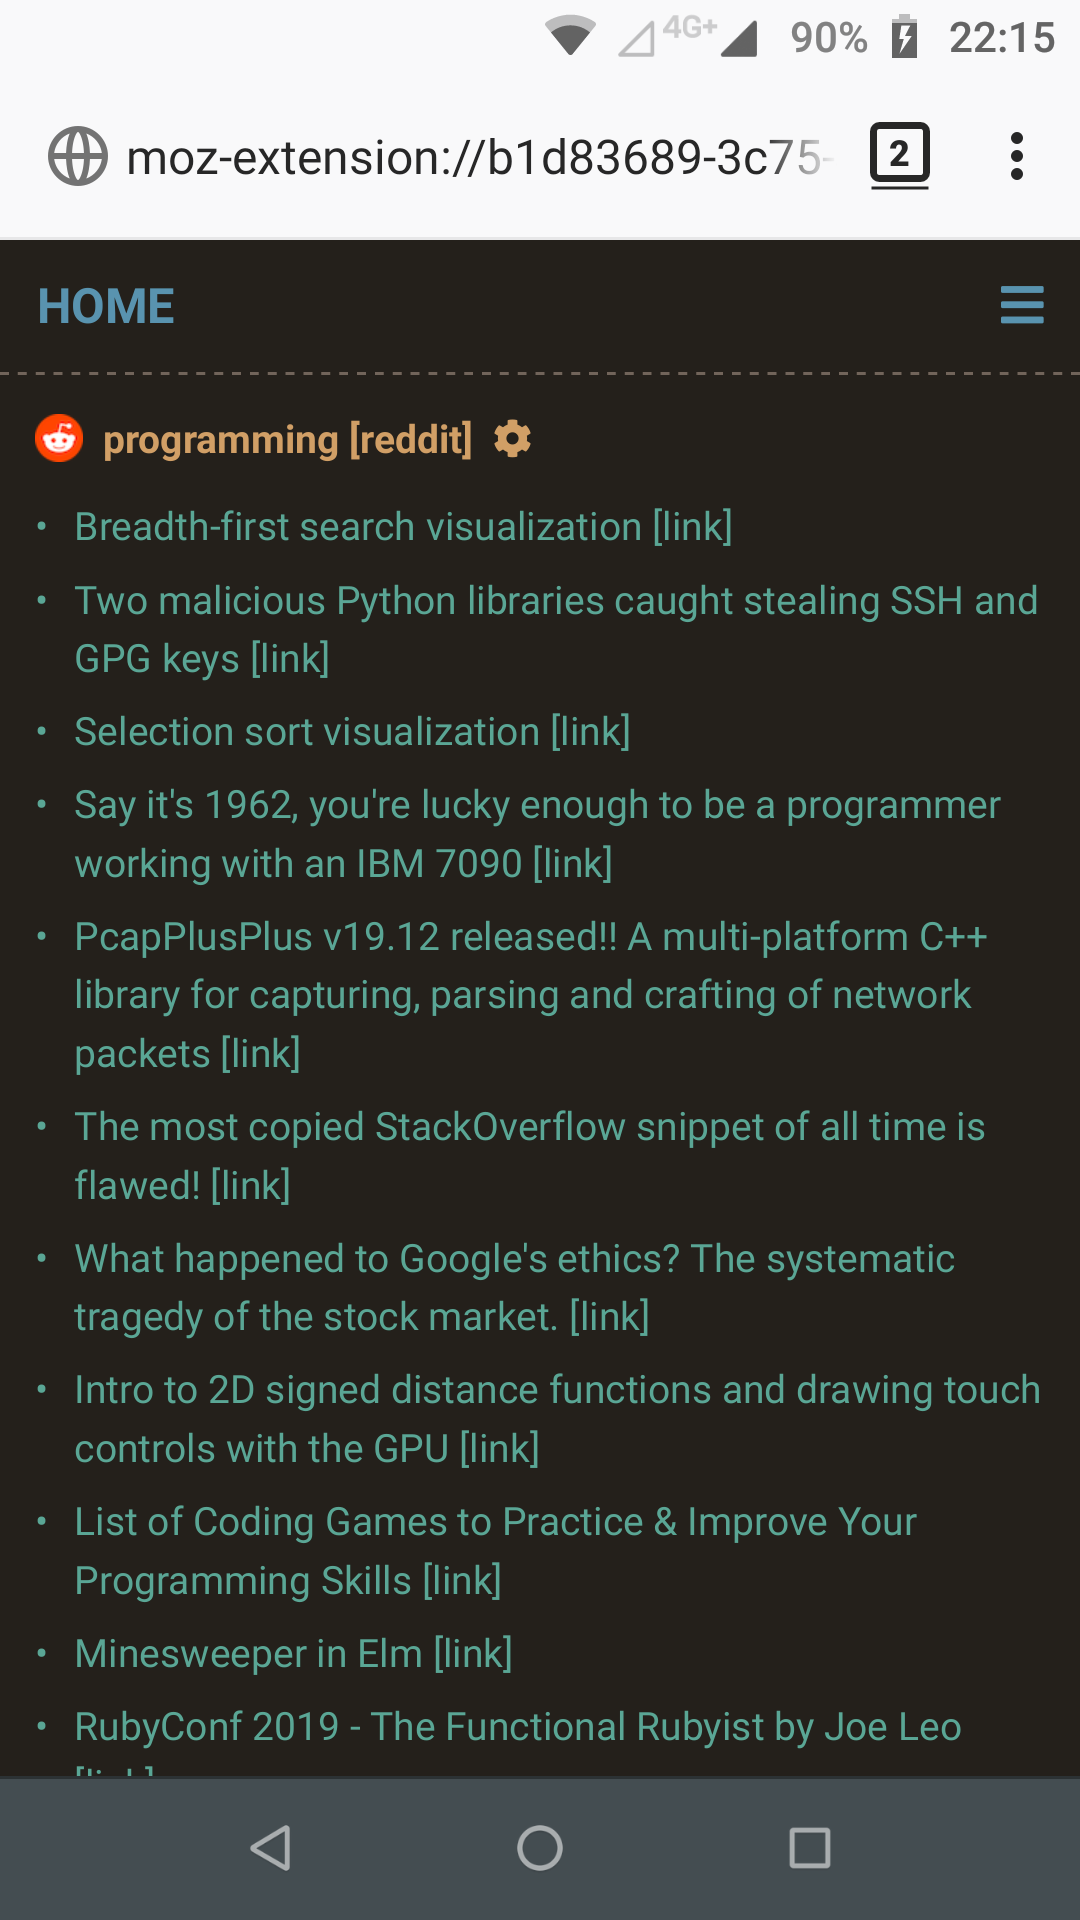 4G+ 90% 22:15
moz-extension://b1d83689-3c75-
2
HOME
programming [reddit]
• Breadth-first search visualization [link]
• Two malicious Python libraries caught stealing SSH and
GPG keys [link]
• Selection sort visualization [link]
• Say it's 1962, you're lucky enough to be a programmer
working with an IBM 7090 [link]
• PcapPlusPlus v19.12 released!! A multi-platform C++
library for capturing, parsing and crafting of network
packets [link]
• The most copied StackOverflow snippet of all time is
flawed! [link]
• What happened to Google's ethics? The systematic
tragedy of the stock market. [link]
• Intro to 2D signed distance functions and drawing touch
controls with the GPU [link]
• List of Coding Games to Practice & Improve Your
Programming Skills [link]
• Minesweeper in Elm [link]
• RubyConf 2019 - The Functional Rubyist by Joe Leo
[link]